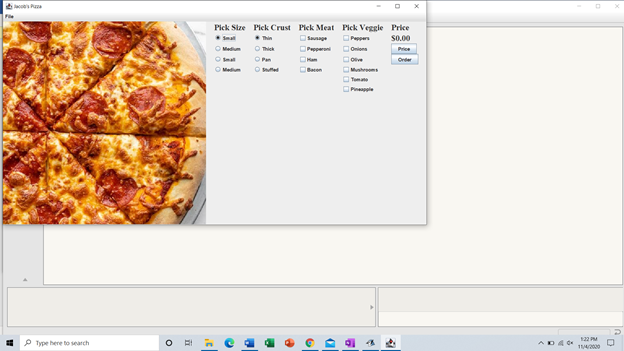 Jacob's Pizza
File
Pick Size Pick Crust Pick Meat Pick Veggie Price
Small Thin Sausage Peppers $0.00
Medium Thick Pepperoni Onions Price
Small Pan Ham Olive Order
Medium Stuffed Bacon Mushrooms
Tomato
Pineapple
Type here to search
1:22 PM
11/4/2020